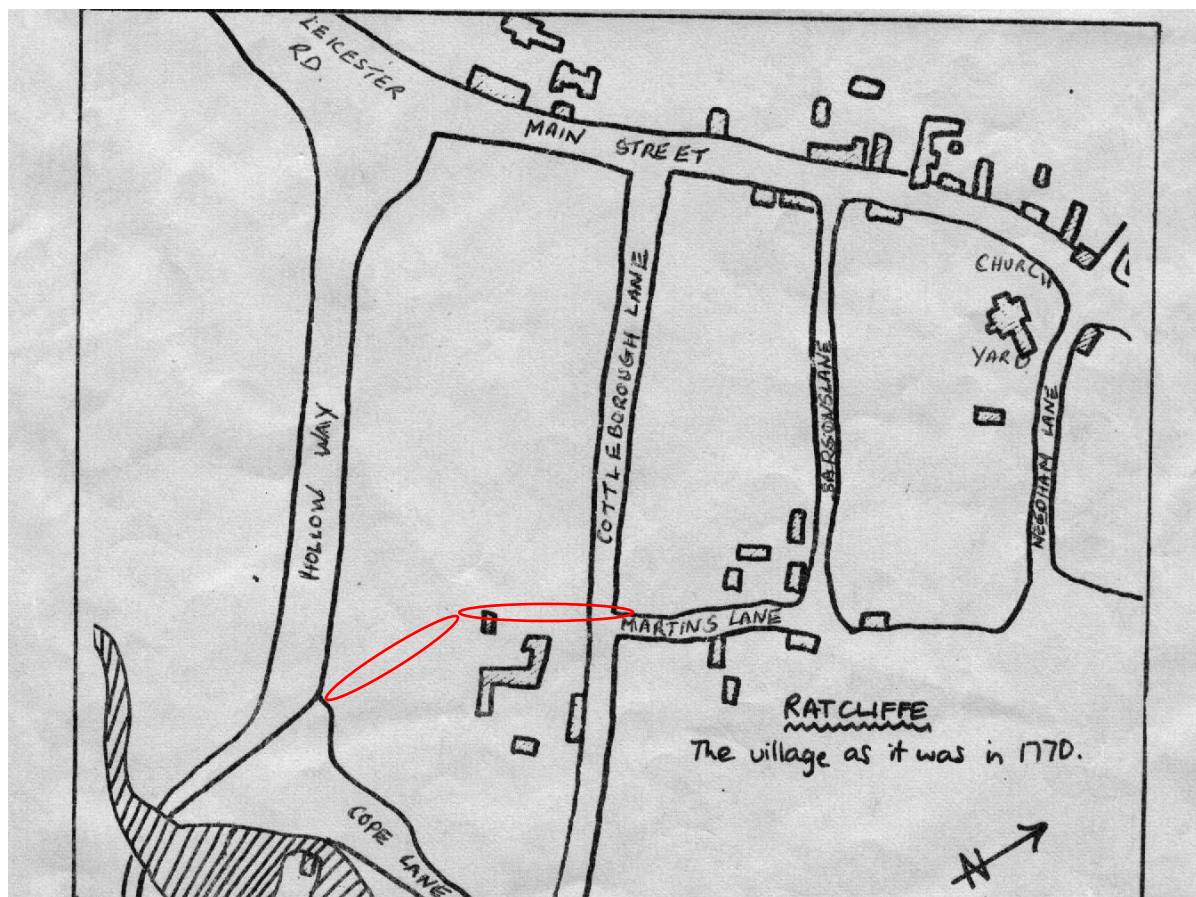 LEICESTER
RD.
MAIN STREET
CHURCH
YARD
COTTLEBOROUGH LANE
BARSONS LANE
NEEDHAM LANE
HOLLOW WAY
MARTINS LANE
RATCLIFFE
The village as it was in 1770.
COPE LANE
N